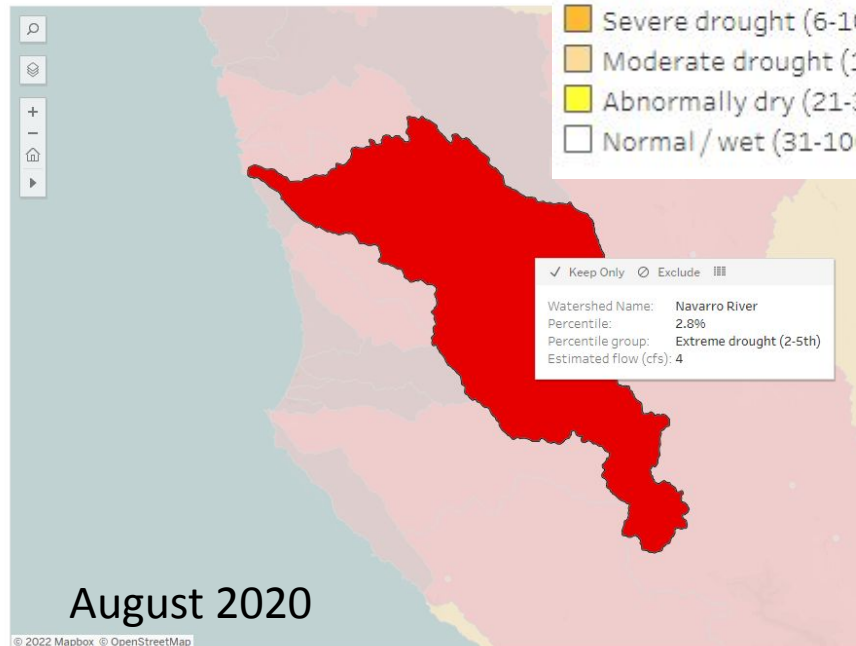 Severe drought (6-10
Moderate drought (1
Abnormally dry (21-3
Normal / wet (31-10
✓ Keep Only Exclude
Watershed Name: Navarro River
Percentile: 2.8%
Percentile group: Extreme drought (2-5th)
Estimated flow (cfs): 4
August 2020
© 2022 Mapbox © OpenStreetMap